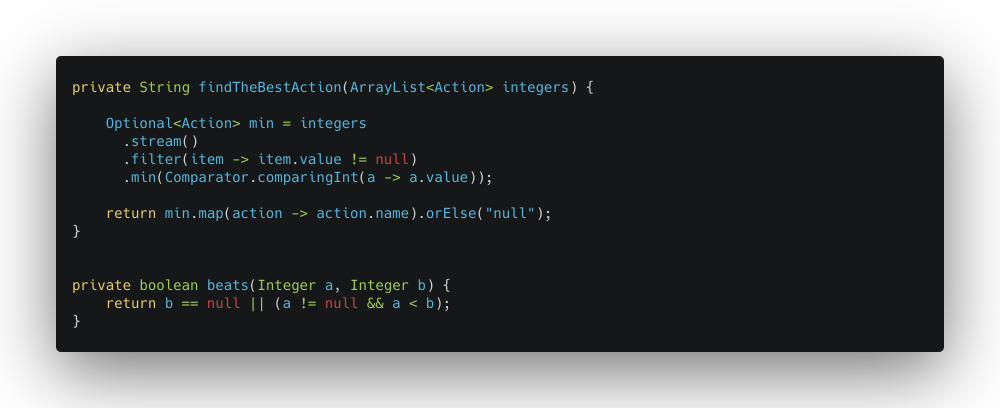 private String findTheBestAction(ArrayList<Action> integers) {
    Optional<Action> min = integers
      .stream()
      .filter(item -> item.value != null)
      .min(Comparator.comparingInt(a -> a.value));
    return min.map(action -> action.name).orElse("null");
}
private boolean beats(Integer a, Integer b) {
    return b == null || (a != null && a < b);
}